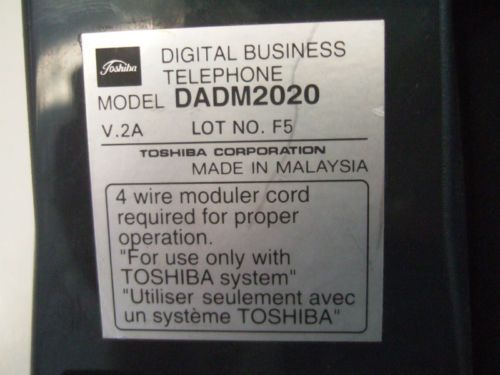 Toshiba
DIGITAL BUSINESS
TELEPHONE
MODEL DADM2020
V.2A LOT NO. F5
TOSHIBA CORPORATION
MADE IN MALAYSIA
4 wire moduler cord
required for proper
operation.
"For use only with
TOSHIBA system"
"Utiliser seulement avec
un système TOSHIBA"